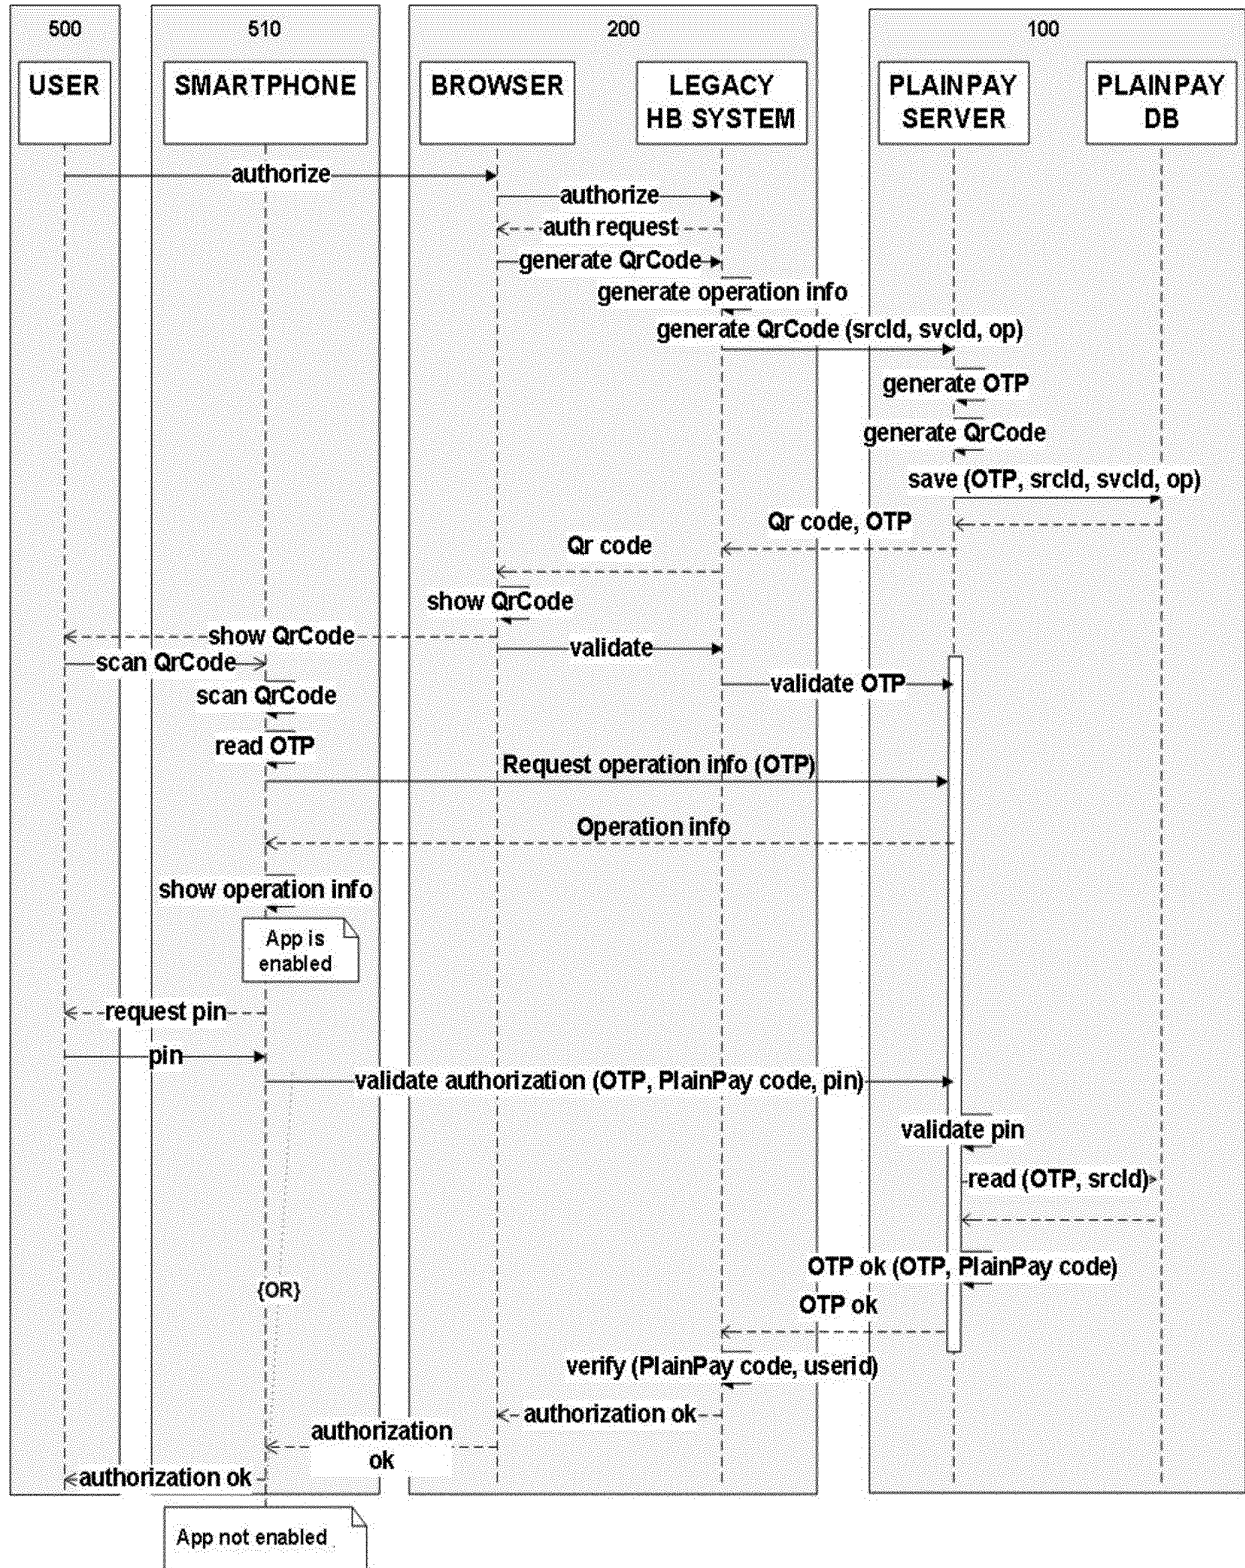 500
510
200
100
USER
SMARTPHONE
BROWSER
LEGACY
HB SYSTEM
PLAINPAY
SERVER
PLAINPAY
DB
authorize
authorize
auth request
generate QrCode
generate operation info
generate QrCode (srcId, svcId, op)
generate OTP
generate QrCode
save (OTP, srcId, svcId, op)
Qr code, OTP
Qr code
show QrCode
show QrCode
validate
scan QrCode
validate OTP
scan QrCode
read OTP
Request operation info (OTP)
Operation info
show operation info
App is
enabled
request pin
pin
validate authorization (OTP, PlainPay code, pin)
validate pin
read (OTP, srcId)
OTP ok (OTP, PlainPay code)
{OR}
OTP ok
verify (PlainPay code, userid)
authorization ok
authorization
ok
authorization ok
App not enabled